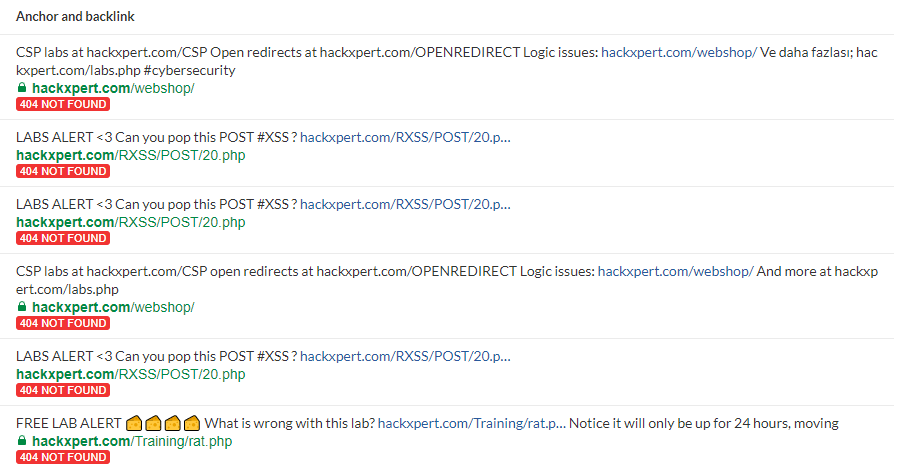 Anchor and backlink
CSP labs at hackxpert.com/CSP Open redirects at hackxpert.com/OPENREDIRECT Logic issues: hackxpert.com/webshop/ Ve daha fazlası; hac
kxpert.com/labs.php #cybersecurity
hackxpert.com/webshop/
404 NOT FOUND
LABS ALERT <3 Can you pop this POST #XSS ? hackxpert.com/RXSS/POST/20.p...
hackxpert.com/RXSS/POST/20.php
404 NOT FOUND
LABS ALERT <3 Can you pop this POST #XSS ? hackxpert.com/RXSS/POST/20.p...
hackxpert.com/RXSS/POST/20.php
404 NOT FOUND
CSP labs at hackxpert.com/CSP open redirects at hackxpert.com/OPENREDIRECT Logic issues: hackxpert.com/webshop/ And more at hackxp
ert.com/labs.php
hackxpert.com/webshop/
404 NOT FOUND
LABS ALERT <3 Can you pop this POST #XSS ? hackxpert.com/RXSS/POST/20.p...
hackxpert.com/RXSS/POST/20.php
404 NOT FOUND
FREE LAB ALERT 🧀🧀🧀🧀 What is wrong with this lab? hackxpert.com/Training/rat.p... Notice it will only be up for 24 hours, moving
hackxpert.com/Training/rat.php
404 NOT FOUND